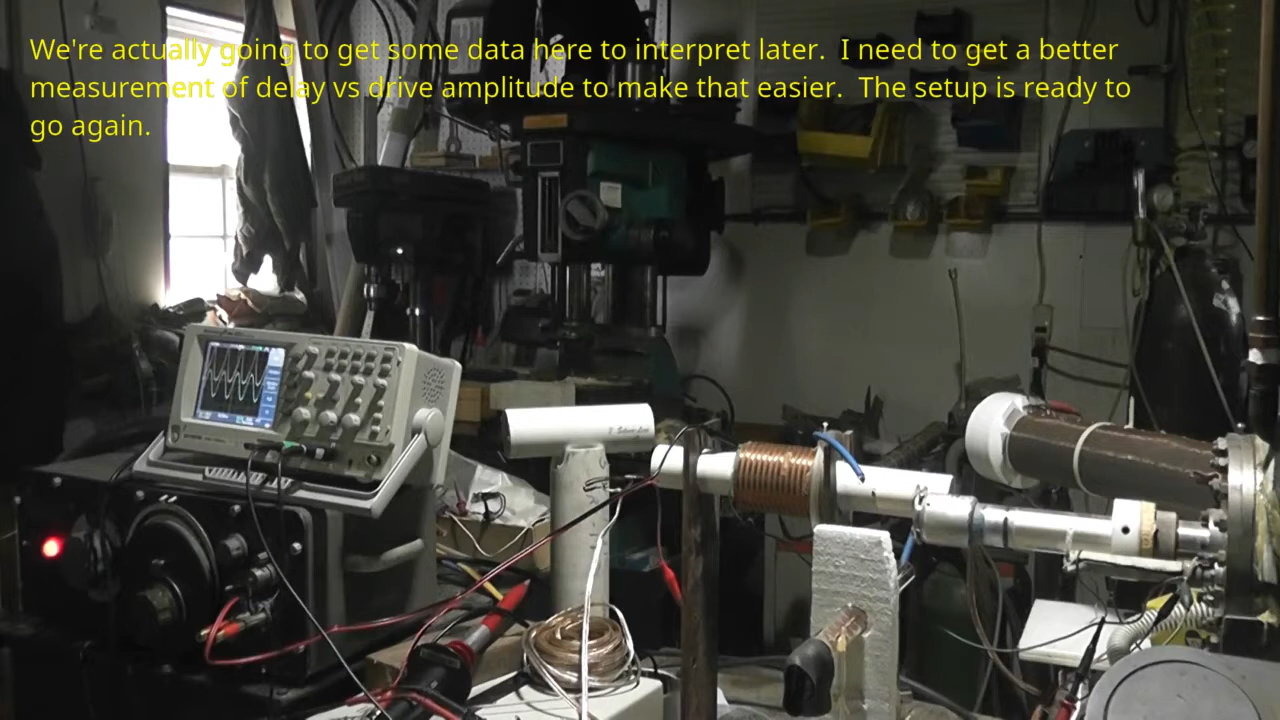 We're actually going to get some data here to interpret later.  I need to get a better
measurement of delay vs drive amplitude to make that easier.  The setup is ready to
go again.